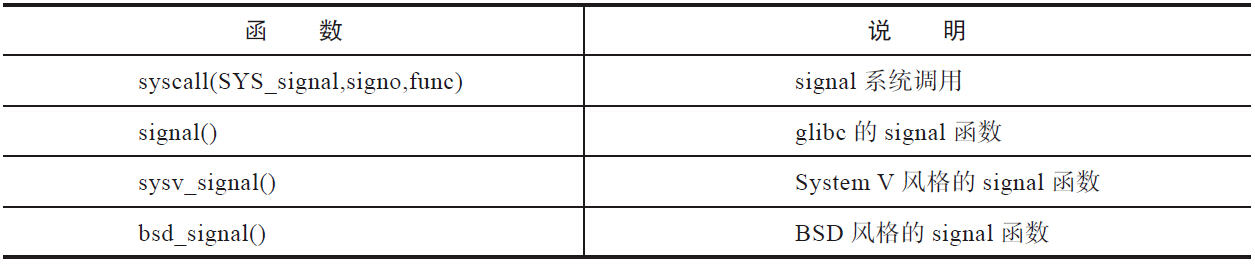 函 数 说 明
syscall(SYS_signal,signo,func) signal 系统调用
signal() glibc 的 signal 函数
sysv_signal() System V 风格的 signal 函数
bsd_signal() BSD 风格的 signal 函数